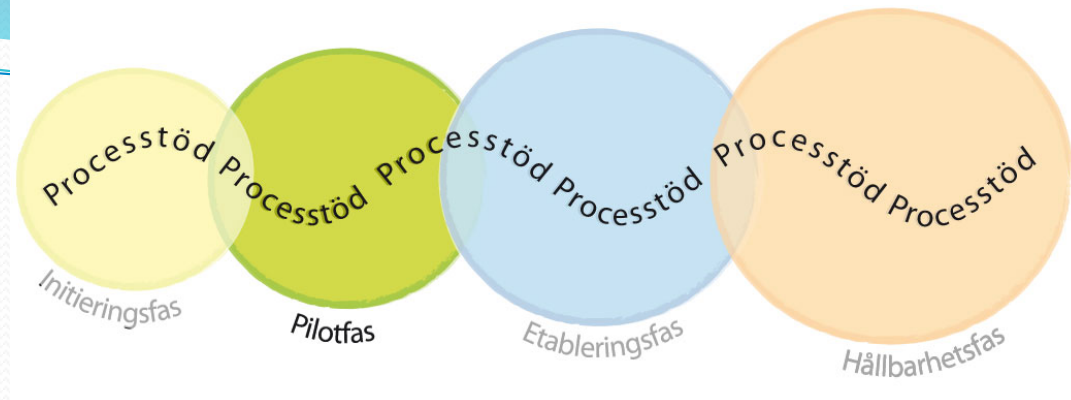 Processtöd Processtöd Processtöd Processtöd Processtöd Processtöd
Initieringsfas
Pilotfas
Etableringsfas
Hållbarhetsfas